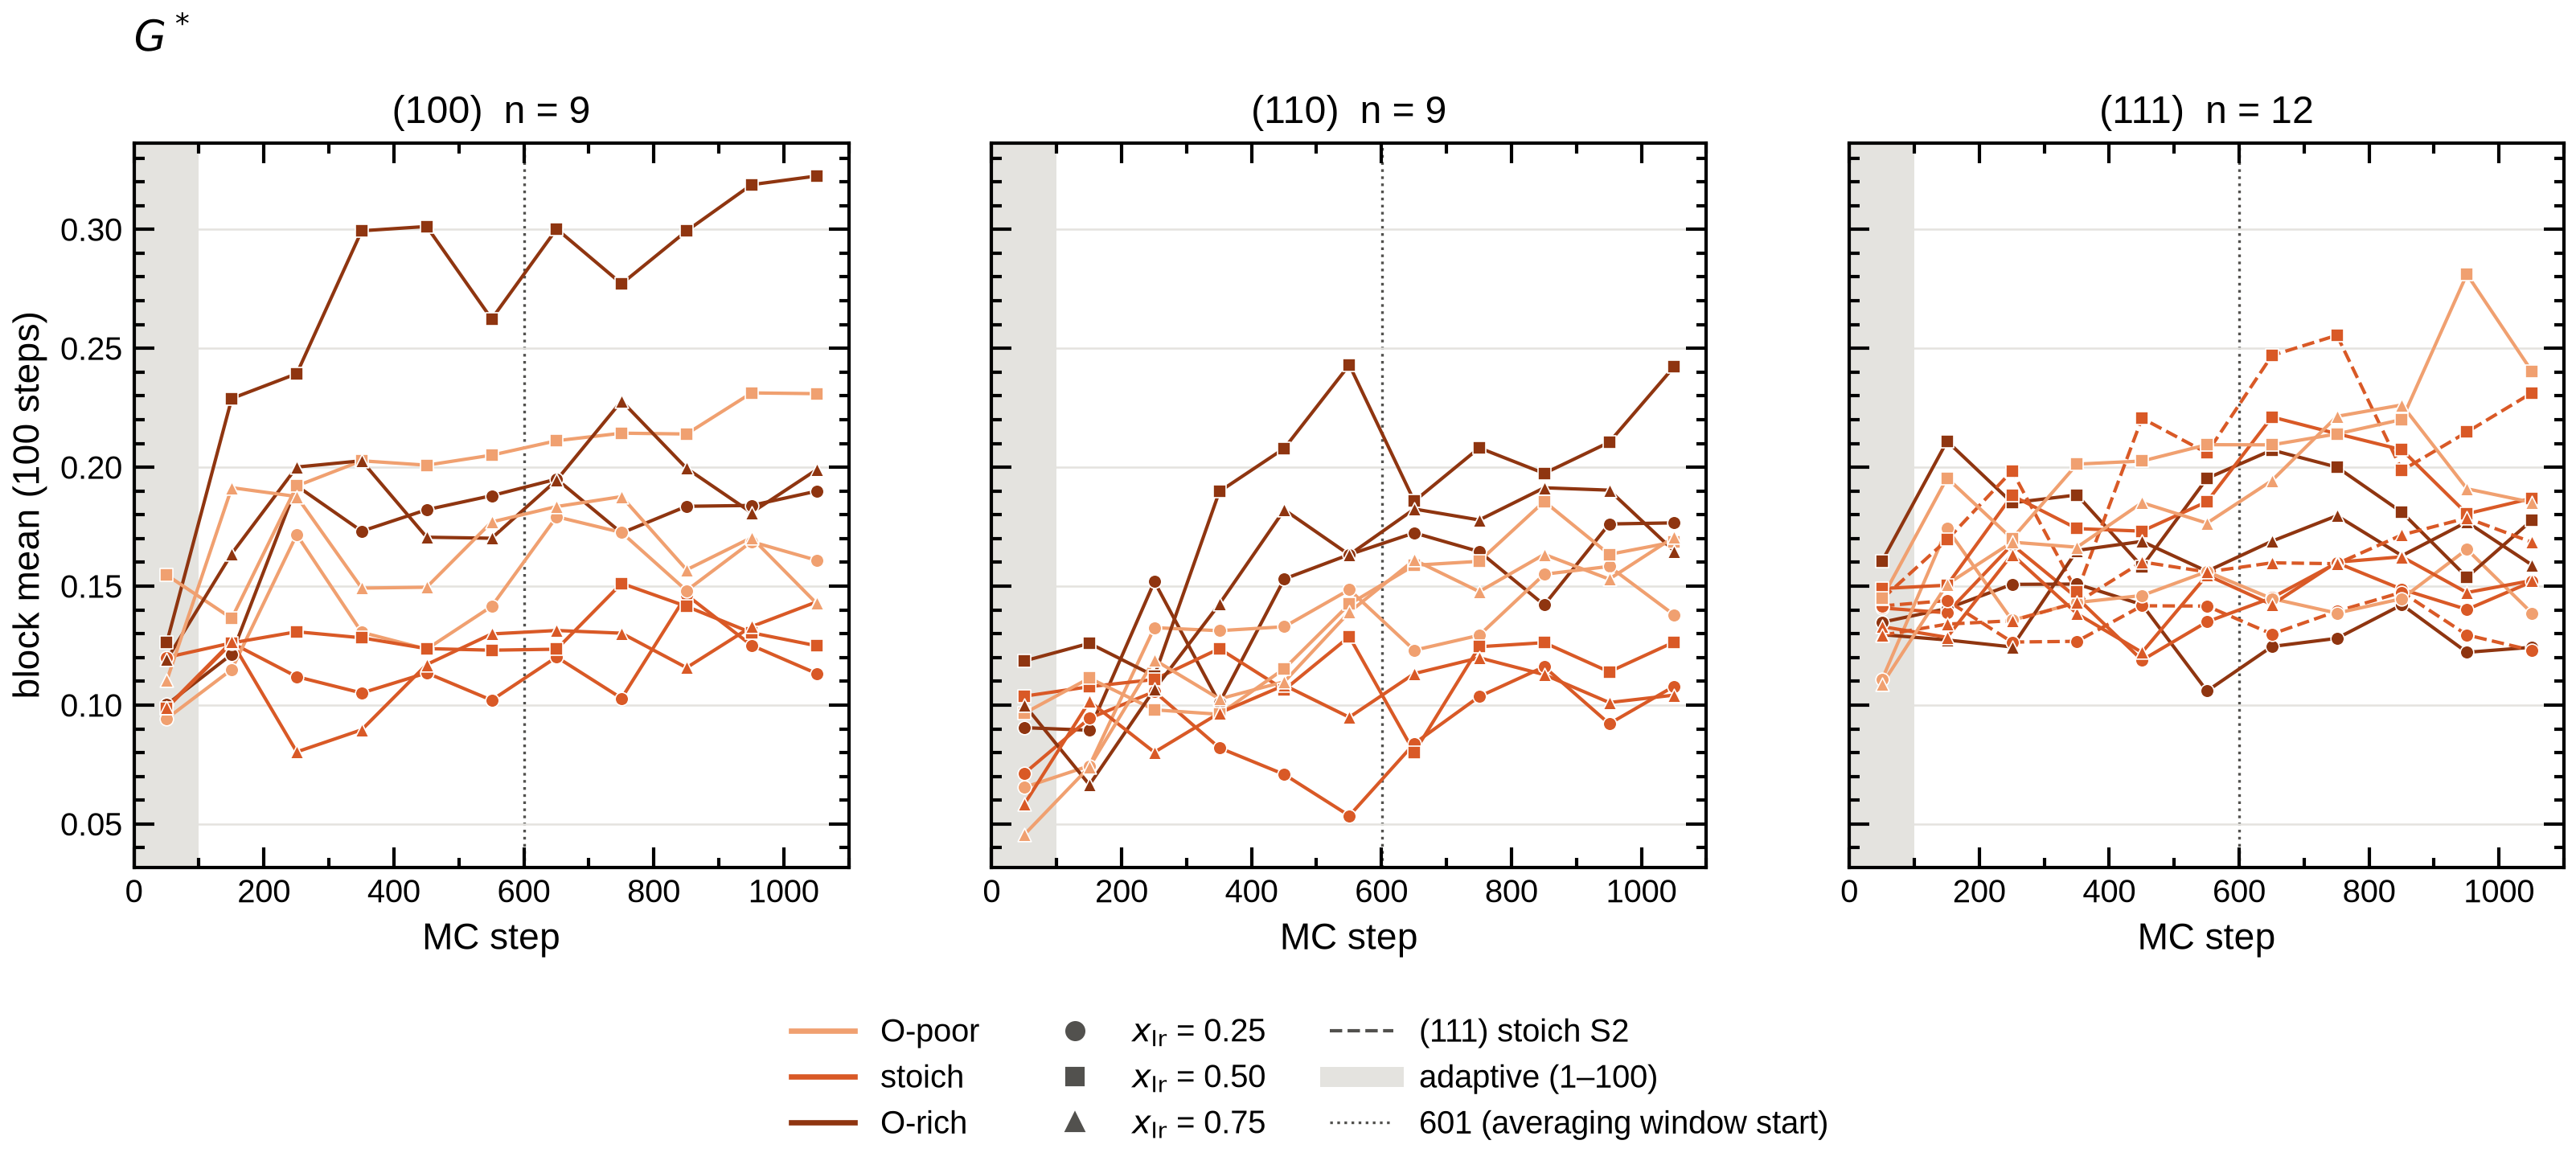 G*
(100) n = 9
(110) n = 9
(111) n = 12
block mean (100 steps)
0.30
0.25
0.20
0.15
0.10
0.05
0 200 400 600 800 1000
0 200 400 600 800 1000
0 200 400 600 800 1000
MC step
MC step
MC step
O-poor
stoich
O-rich
xIr = 0.25
xIr = 0.50
xIr = 0.75
(111) stoich S2
adaptive (1–100)
601 (averaging window start)